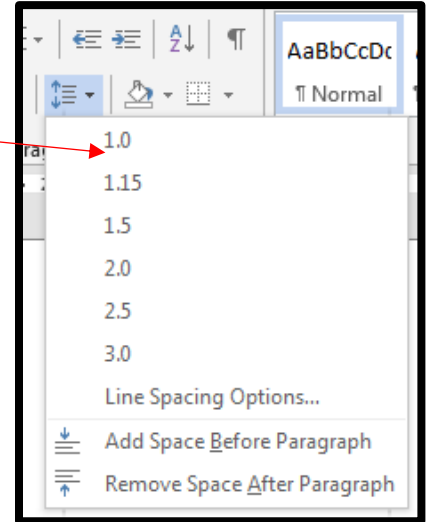 AaBbCcDc
¶ Normal
1.0
1.15
1.5
2.0
2.5
3.0
Line Spacing Options...
Add Space Before Paragraph
Remove Space After Paragraph